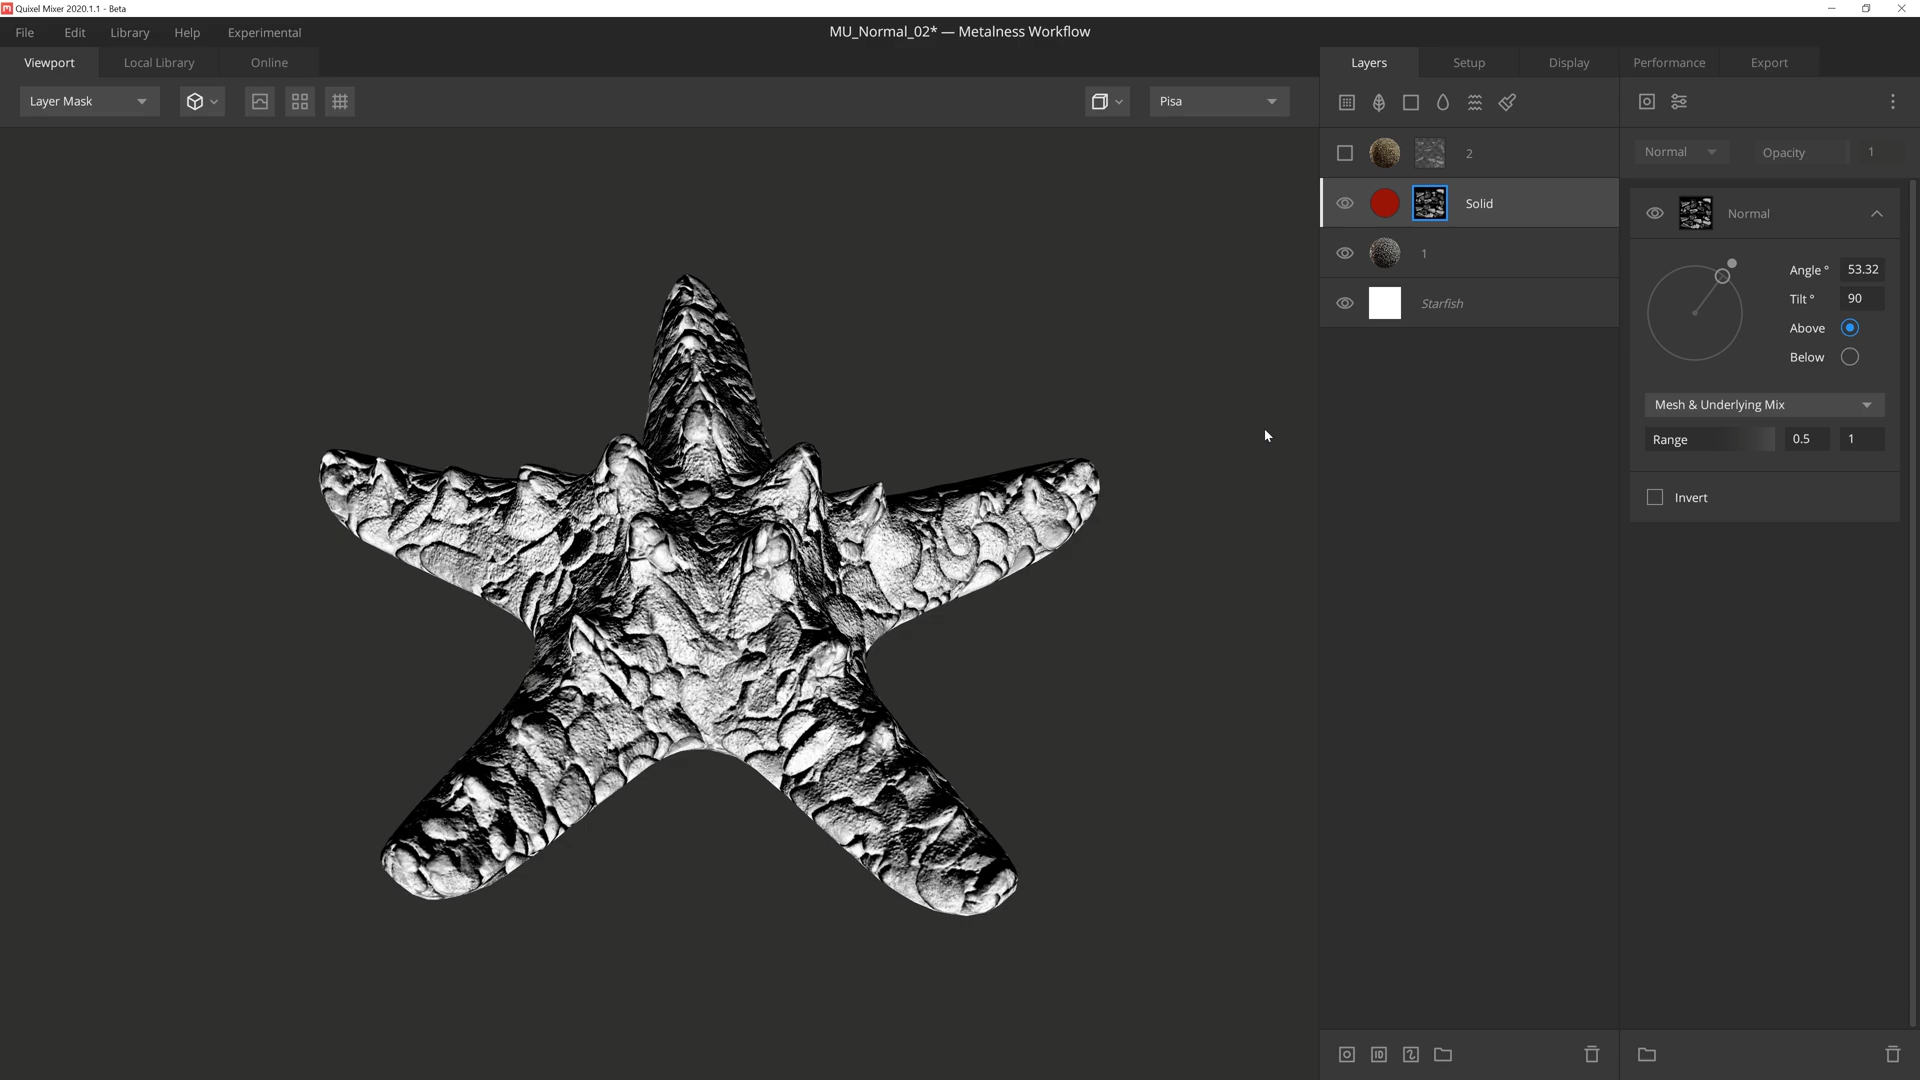 Quixel Mixer 2020.1.1 - Beta
File Edit Library Help Experimental
MU_Normal_02* — Metalness Workflow
Viewport Local Library Online
Layers Setup Display Performance Export
Layer Mask
Pisa
2
Solid
1
Starfish
Normal Opacity 1
Normal
Angle ° 53.32
Tilt ° 90
Above
Below
Mesh & Underlying Mix
Range 0.5 1
Invert
ID